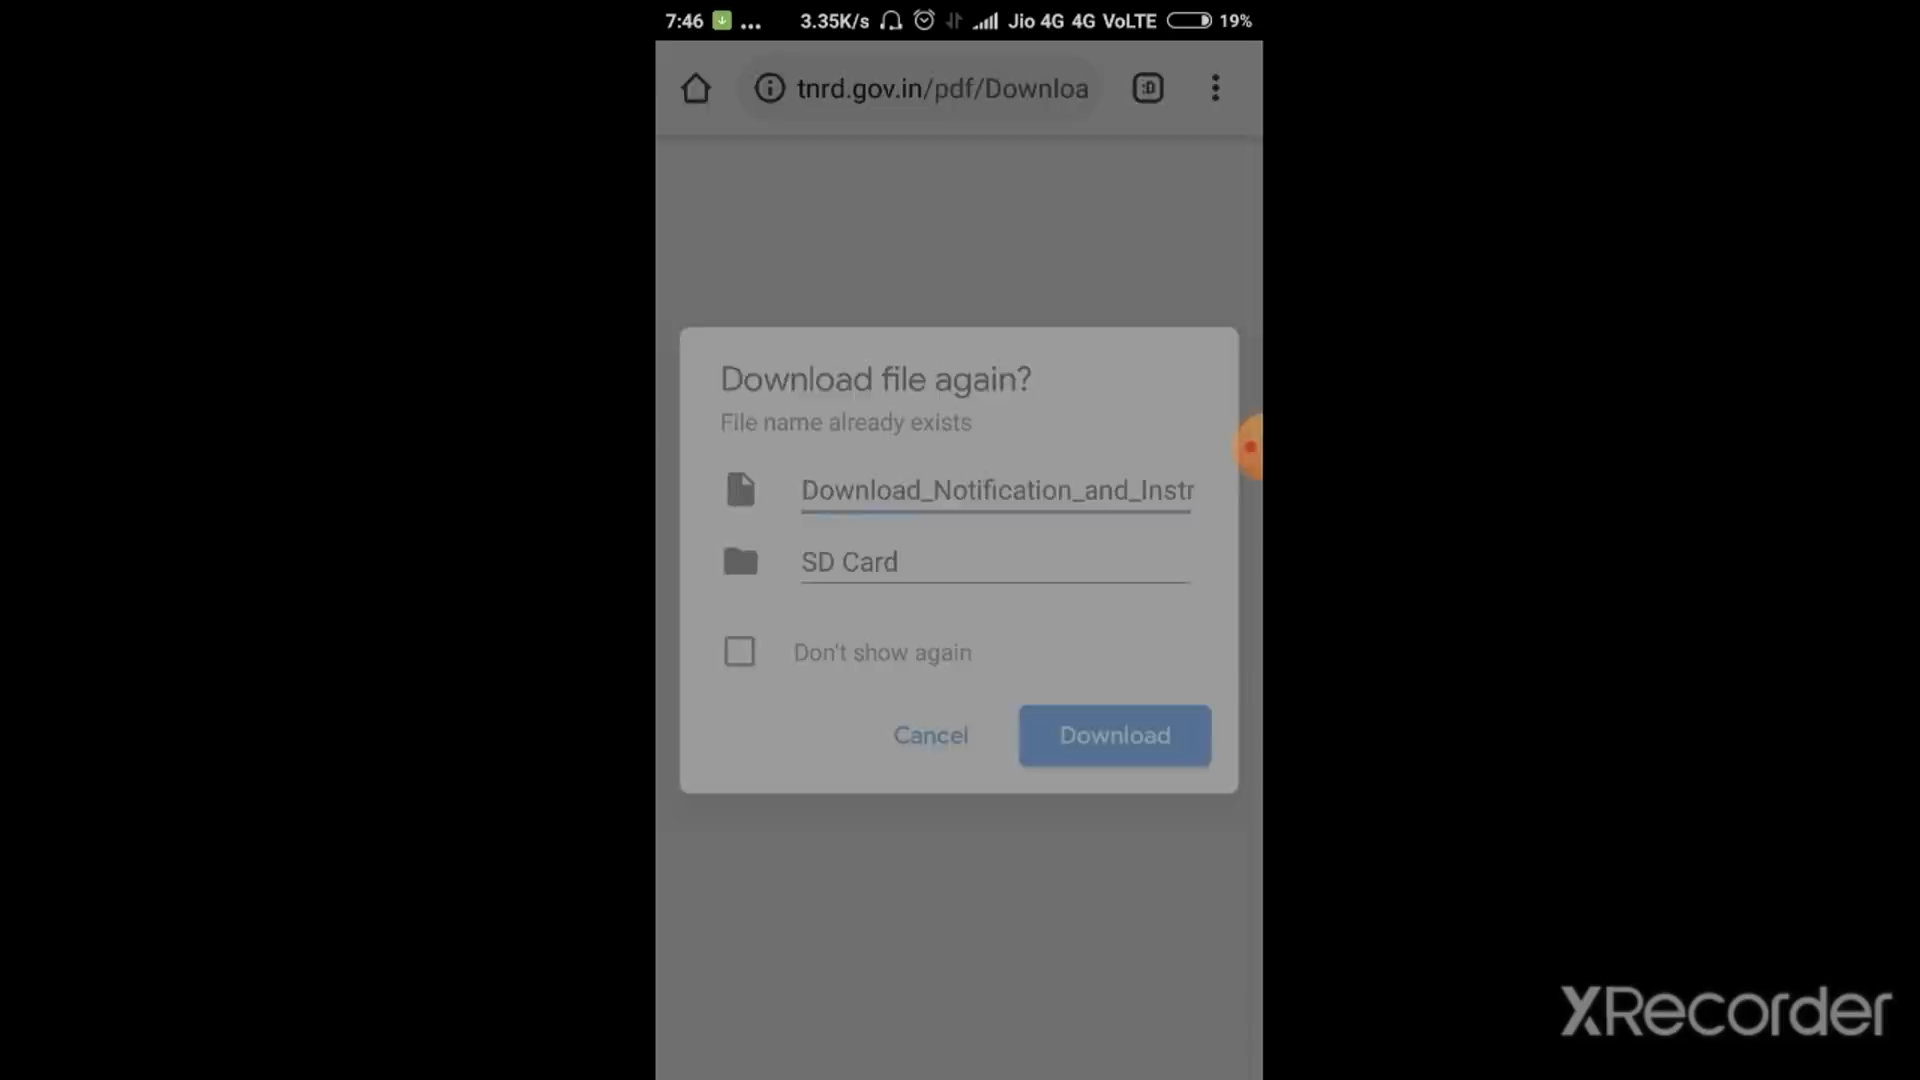 7:46 ... 3.35K/s Jio 4G 4G VoLTE 19%
tnrd.gov.in/pdf/Downloa :D
Download file again?
File name already exists
Download_Notification_and_Instr
SD Card
Don't show again
Cancel Download
XRecorder